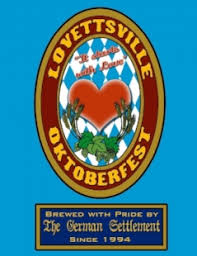 LOVETTSVILLE
"It starts
with Love"
OKTOBERFEST
BREWED WITH PRIDE BY
The German Settlement
SINCE 1994